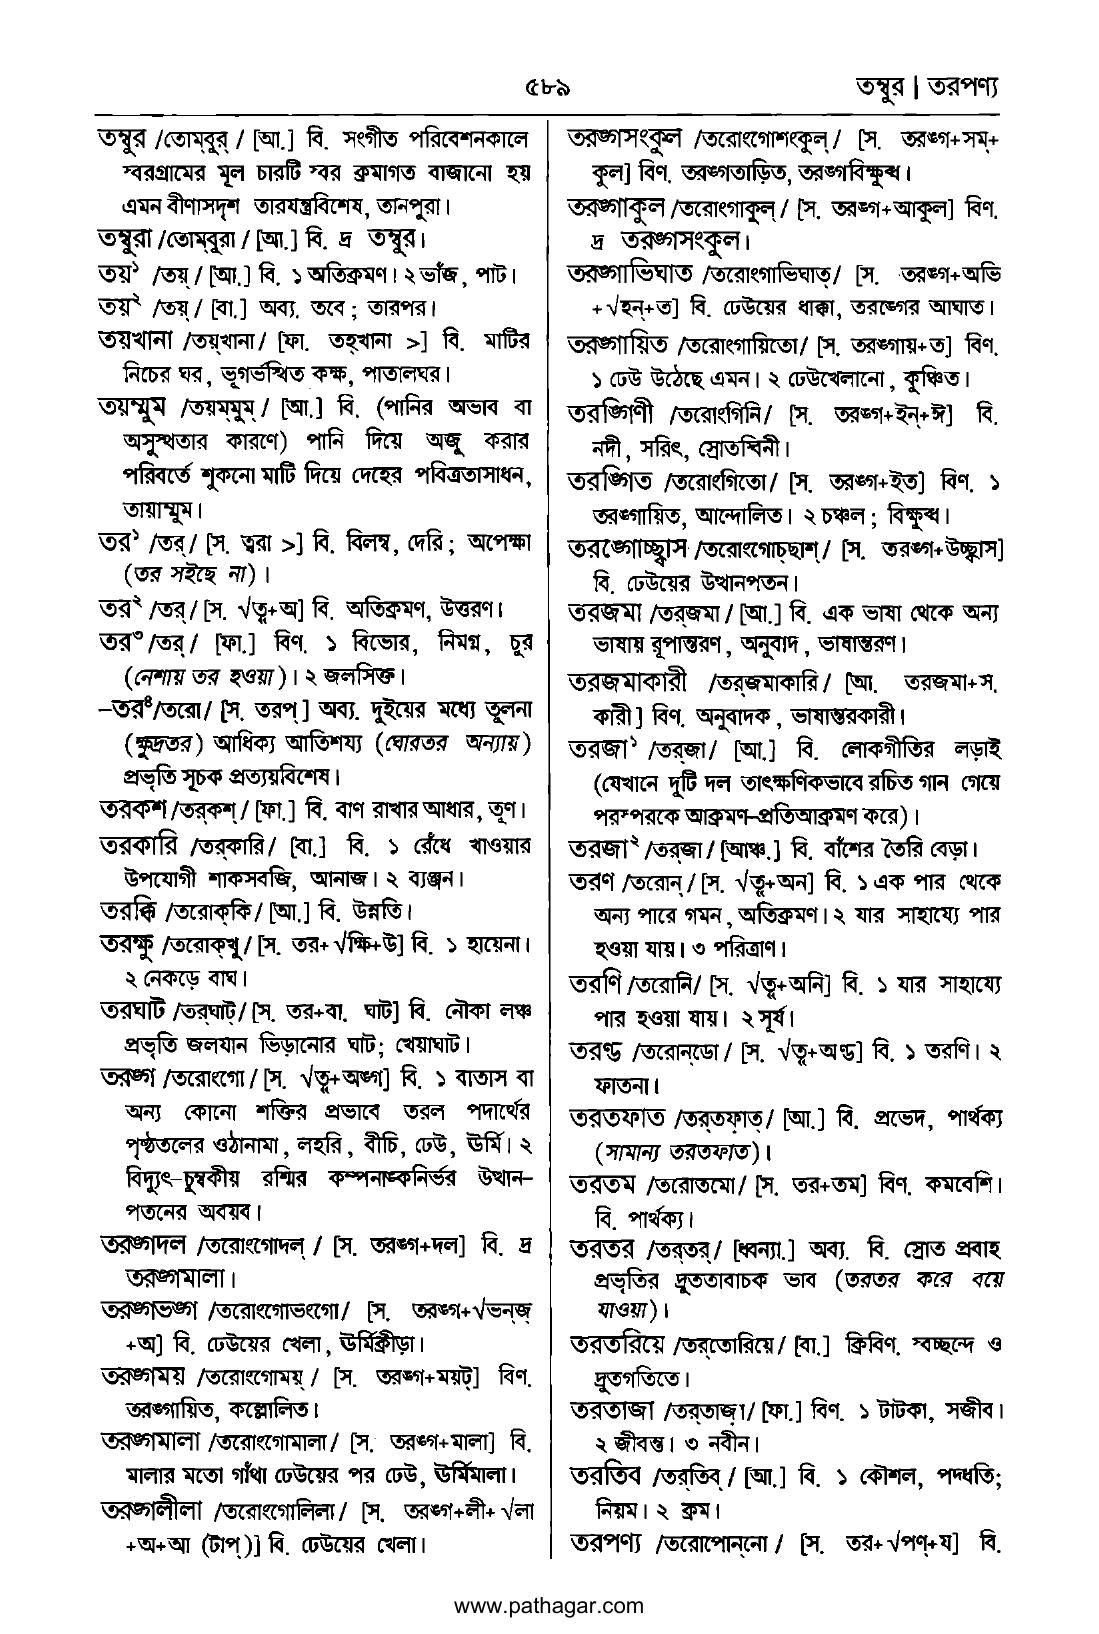 ৫৮৯
তম্বুর | তরপণ্য
তম্বুর /তোম্‌বুর্‌ / [আ.] বি. সংগীত পরিবেশনকালে
স্বরগ্রামের মূল চারটি স্বর ক্রমাগত বাজানো হয়
এমন বীণাসদৃশ তারযন্ত্রবিশেষ, তানপুরা।
তম্বুরা /তোম্‌বুরা / [আ.] বি. দ্র তম্বুর।
তয়১ /তয়্‌ / [আ.] বি. ১ অতিক্রমণ। ২ ভাঁজ, পাট।
তয়২ /তয়্‌ / [বা.] অব্য. তবে ; তারপর।
তয়খানা /তয়্‌খানা / [ফা. তহ্‌খানা >] বি. মাটির
নিচের ঘর, ভূগর্ভস্থিত কক্ষ, পাতালঘর।
তয়ম্মুম /তয়ম্‌মুম্‌ / [আ.] বি. (পানির অভাব বা
অসুস্থতার কারণে) পানি দিয়ে অজু করার
পরিবর্তে শুকনো মাটি দিয়ে দেহের পবিত্রতাসাধন,
তায়াম্মুম।
তর১ /তর্‌ / [স. ত্বরা >] বি. বিলম্ব, দেরি ; অপেক্ষা
(তর সইছে না)।
তর২ /তর্‌ / [স. √তৄ+অ] বি. অতিক্রমণ, উত্তরণ।
তর৩ /তর্‌ / [ফা.] বিণ. ১ বিভোর, নিমগ্ন, চুর
(নেশায় তর হওয়া)। ২ জলসিক্ত।
–তর৪ /তরো / [স. তরপ্‌ ] অব্য. দুইয়ের মধ্যে তুলনা
(ক্ষুদ্রতর) আধিক্য আতিশয্য (ঘোরতর অন্যায়)
প্রভৃতি সূচক প্রত্যয়বিশেষ।
তরকশ /তর্‌কশ্‌ / [ফা.] বি. বাণ রাখার আধার, তূণ।
তরকারি /তর্‌কারি / [বা.] বি. ১ রেঁধে খাওয়ার
উপযোগী শাকসবজি, আনাজ। ২ ব্যঞ্জন।
তরক্কি /তরোক্‌কি / [আ.] বি. উন্নতি।
তরক্ষু /তরোক্‌খু / [স. তর+√ক্ষি+উ] বি. ১ হায়েনা।
২ নেকড়ে বাঘ।
তরঘাট /তর্‌ঘাট্‌ / [স. তর+বা. ঘাট] বি. নৌকা লঞ্চ
প্রভৃতি জলযান ভিড়ানোর ঘাট; খেয়াঘাট।
তরঙ্গ /তরোংগো / [স. √তৄ+অঙ্গ] বি. ১ বাতাস বা
অন্য কোনো শক্তির প্রভাবে তরল পদার্থের
পৃষ্ঠতলের ওঠানামা, লহরি, বীচি, ঢেউ, ঊর্মি। ২
বিদ্যুৎ-চুম্বকীয় রশ্মির কম্পনাঙ্কনির্ভর উত্থান-
পতনের অবয়ব।
তরঙ্গদল /তরোংগোদল্‌ / [স. তরঙ্গ+দল] বি. দ্র
তরঙ্গমালা।
তরঙ্গভঙ্গ /তরোংগোভংগো/ [স. তরঙ্গ+√ভন্‌জ্‌
+অ] বি. ঢেউয়ের খেলা, ঊর্মিক্রীড়া।
তরঙ্গময় /তরোংগোময়্‌ / [স. তরঙ্গ+ময়ট্‌] বিণ.
তরঙ্গায়িত, কল্লোলিত।
তরঙ্গমালা /তরোংগোমালা / [স. তরঙ্গ+মালা] বি.
মালার মতো গাঁথা ঢেউয়ের পর ঢেউ, ঊর্মিমালা।
তরঙ্গলীলা /তরোংগোলিলা / [স. তরঙ্গ+লী+ √লা
+অ+আ (টাপ্‌)] বি. ঢেউয়ের খেলা।
তরঙ্গসংকুল /তরোংগোশংকুল্‌ / [স. তরঙ্গ+সম্‌+
কুল] বিণ. তরঙ্গতাড়িত, তরঙ্গবিক্ষুব্ধ।
তরঙ্গাকুল /তরোংগাকুল্‌ / [স. তরঙ্গ+আকুল] বিণ.
দ্র তরঙ্গসংকুল।
তরঙ্গাভিঘাত /তরোংগাভিঘাত্‌ / [স. তরঙ্গ+অভি
+√হন্‌+ত] বি. ঢেউয়ের ধাক্কা, তরঙ্গের আঘাত।
তরঙ্গায়িত /তরোংগায়িতো/ [স. তরঙ্গায়+ত] বিণ.
১ ঢেউ উঠেছে এমন। ২ ঢেউখেলানো, কুঞ্চিত।
তরঙ্গিণী /তরোংগিনি/ [স. তরঙ্গ+ইন্‌+ঈ] বি.
নদী, সরিৎ, স্রোতস্বিনী।
তরঙ্গিত /তরোংগিতো/ [স. তরঙ্গ+ইত] বিণ. ১
তরঙ্গায়িত, আন্দোলিত। ২ চঞ্চল ; বিক্ষুব্ধ।
তরঙ্গোচ্ছ্বাস /তরোংগোচ্‌ছাশ্‌ / [স. তরঙ্গ+উচ্ছ্বাস]
বি. ঢেউয়ের উত্থানপতন।
তরজমা /তর্‌জমা / [আ.] বি. এক ভাষা থেকে অন্য
ভাষায় রূপান্তরণ, অনুবাদ, ভাষান্তরণ।
তরজমাকারী /তর্‌জমাকারি / [আ. তরজমা+স.
কারী ] বিণ. অনুবাদক, ভাষান্তরকারী।
তরজা১ /তর্‌জা/ [আ.] বি. লোকগীতির লড়াই
(যেখানে দুটি দল তাৎক্ষণিকভাবে রচিত গান গেয়ে
পরস্পরকে আক্রমণ-প্রতিআক্রমণ করে)।
তরজা২ /তর্‌জা / [আঞ্চ.] বি. বাঁশের তৈরি বেড়া।
তরণ /তরোন্‌ / [স. √তৄ+অন] বি. ১ এক পার থেকে
অন্য পারে গমন, অতিক্রমণ। ২ যার সাহায্যে পার
হওয়া যায়। ৩ পরিত্রাণ।
তরণি /তরোনি/ [স. √তৄ+অনি] বি. ১ যার সাহায্যে
পার হওয়া যায়। ২ সূর্য।
তরণ্ড /তরোন্‌ডো / [স. √তৄ+অণ্ড] বি. ১ তরণি। ২
ফাতনা।
তরতফাত /তর্‌তফাত্‌ / [আ.] বি. প্রভেদ, পার্থক্য
(সামান্য তরতফাত)।
তরতম /তরোতমো/ [স. তর+তম] বিণ. কমবেশি।
বি. পার্থক্য।
তরতর /তর্‌তর্‌ / [ধ্বন্যা.] অব্য. বি. স্রোত প্রবাহ
প্রভৃতির দ্রুততাবাচক ভাব (তরতর করে বয়ে
যাওয়া)।
তরতরিয়ে /তর্‌তোরিয়ে / [বা.] ক্রিবিণ. স্বচ্ছন্দে ও
দ্রুতগতিতে।
তরতাজা /তর্‌তাজা / [ফা.] বিণ. ১ টাটকা, সজীব।
২ জীবন্ত। ৩ নবীন।
তরতিব /তর্‌তিব্‌ / [আ.] বি. ১ কৌশল, পদ্ধতি;
নিয়ম। ২ ক্রম।
তরপণ্য /তরোপোন্‌নো / [স. তর+√পণ্‌+য] বি.
www.pathagar.com